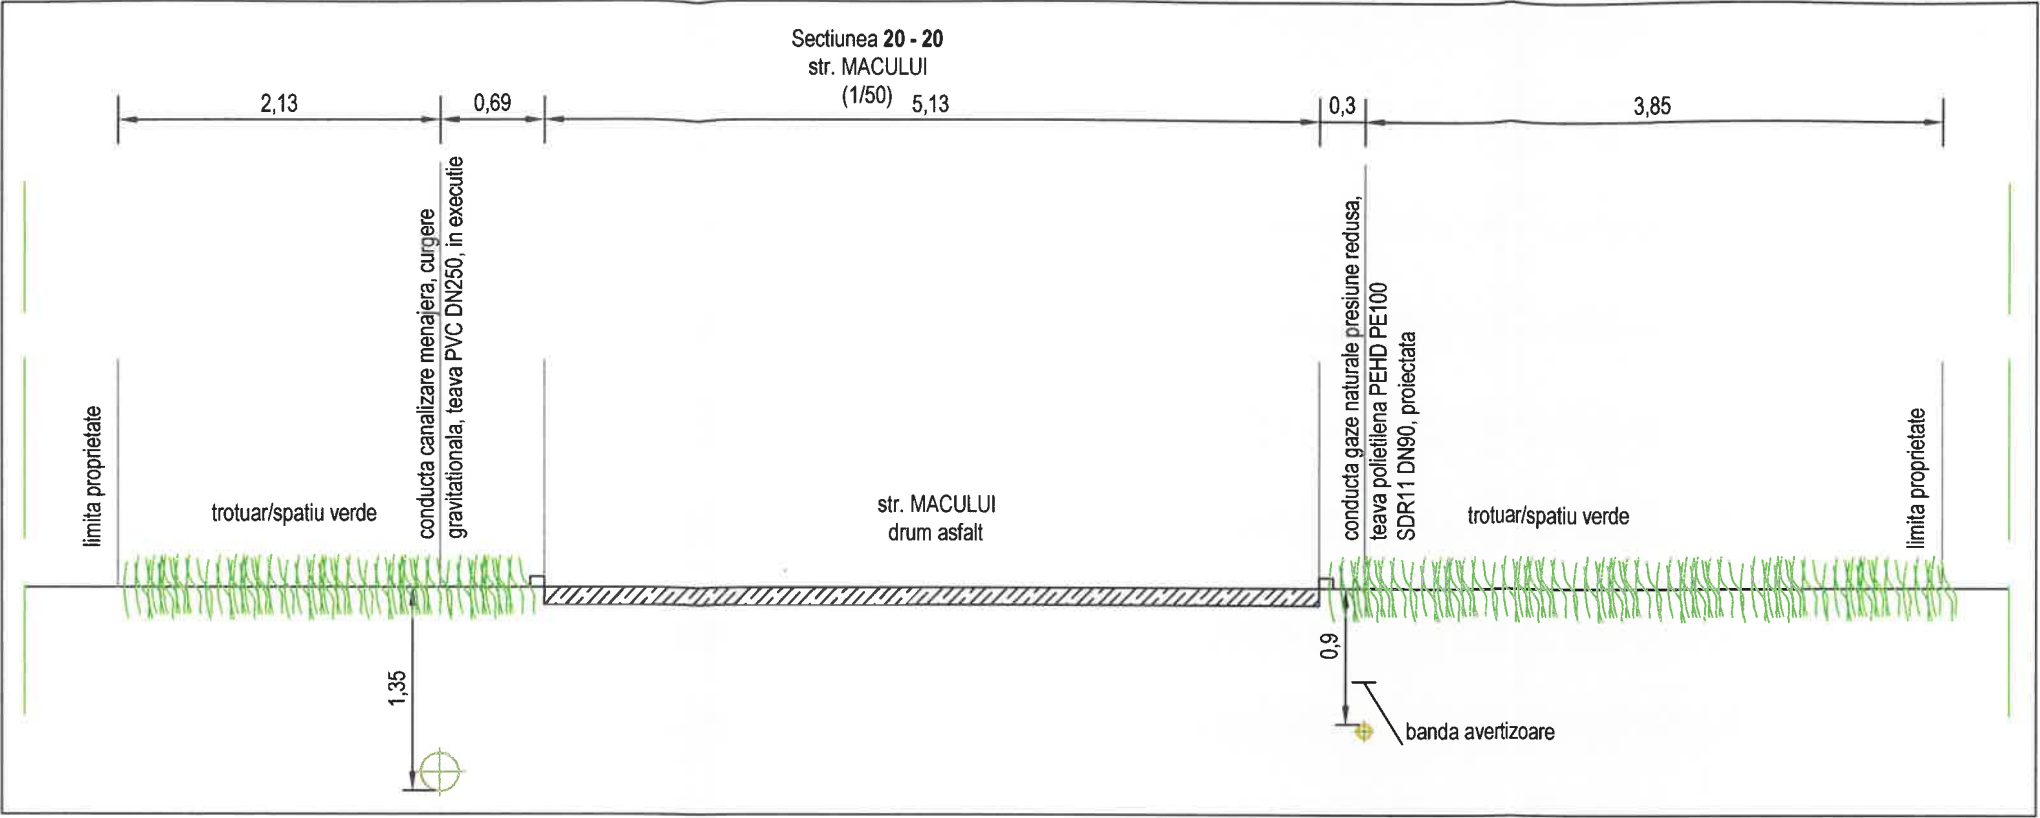 Sectiunea 20 - 20
str. MACULUI
(1/50)
2,13
0,69
5,13
0,3
3,85
limita proprietate
trotuar/spatiu verde
conducta canalizare menajera, curgere
gravitationala, teava PVC DN250, in executie
str. MACULUI
drum asfalt
conducta gaze naturale presiune redusa,
teava polietilena PEHD PE100
SDR11 DN90, proiectata
trotuar/spatiu verde
limita proprietate
1,35
0,9
banda avertizoare